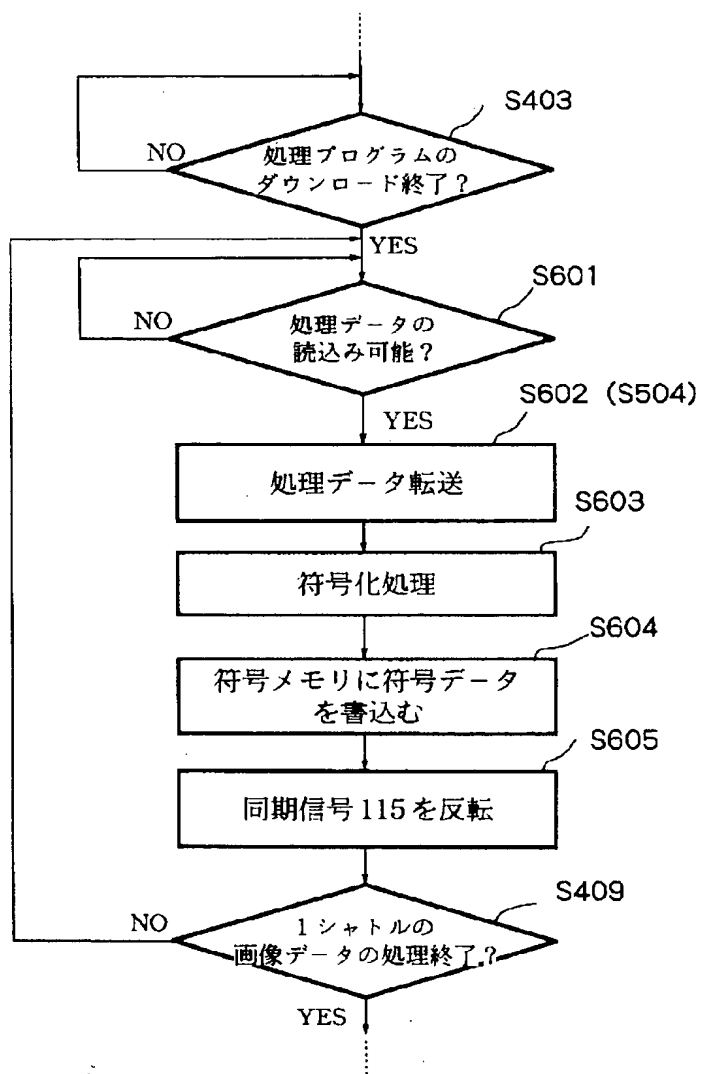 S403
NO
処理プログラムの
ダウンロード終了？
YES
S601
NO
処理データの
読込み可能？
S602 (S504)
YES
処理データ転送
S603
符号化処理
S604
符号メモリに符号データ
を書込む
S605
同期信号115を反転
S409
NO
1シャトルの
画像データの処理終了？
YES